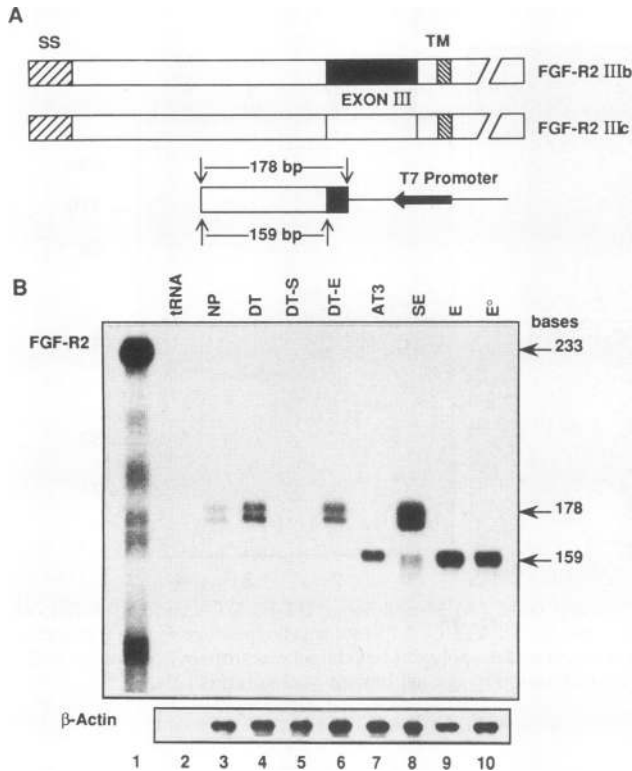 A
SS
TM
FGF-R2 IIIb
EXON III
FGF-R2 IIIc
178 bp
T7 Promoter
159 bp
B
tRNA
NP
DT
DT-S
DT-E
AT3
SE
E
E°
bases
FGF-R2
233
178
159
β-Actin
1 2 3 4 5 6 7 8 9 10